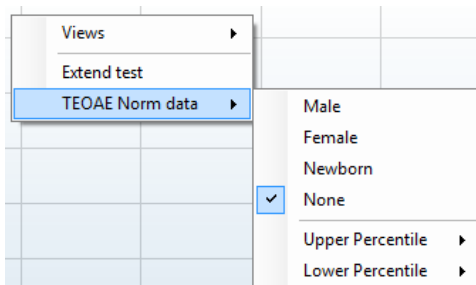 Views
Extend test
TEOAE Norm data
Male
Female
Newborn
None
Upper Percentile
Lower Percentile